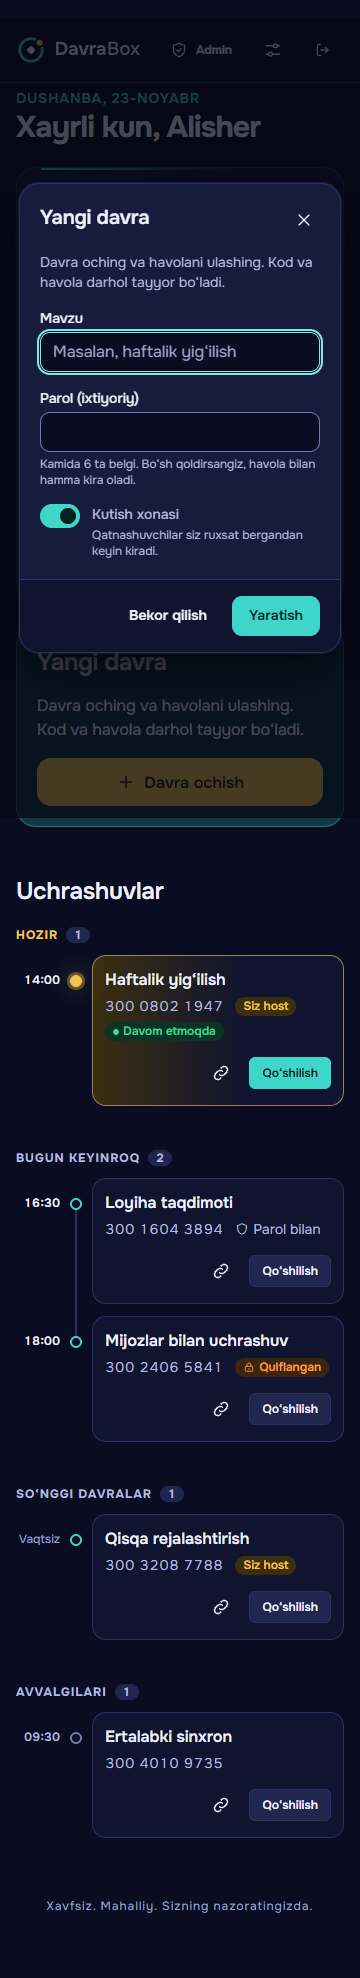 DavraBox
Admin
DUSHANBA, 23-NOYABR
Xayrli kun, Alisher
Yangi davra
Davra oching va havolani ulashing. Kod va
havola darhol tayyor bo‘ladi.
Mavzu
Masalan, haftalik yig‘ilish
Parol (ixtiyoriy)
Kamida 6 ta belgi. Bo‘sh qoldirsangiz, havola bilan
hamma kira oladi.
Kutish xonasi
Qatnashuvchilar siz ruxsat bergandan
keyin kiradi.
Bekor qilish
Yaratish
Yangi davra
Davra oching va havolani ulashing.
Kod va havola darhol tayyor bo‘ladi.
Davra ochish
Uchrashuvlar
HOZIR 1
14:00
Haftalik yig‘ilish
300 0802 1947 Siz host
Davom etmoqda
Qo‘shilish
BUGUN KEYINROQ 2
16:30
Loyiha taqdimoti
300 1604 3894 Parol bilan
Qo‘shilish
18:00
Mijozlar bilan uchrashuv
300 2406 5841 Qulflangan
Qo‘shilish
SO‘NGGI DAVRALAR 1
Vaqtsiz
Qisqa rejalashtirish
300 3208 7788 Siz host
Qo‘shilish
AVVALGILARI 1
09:30
Ertalabki sinxron
300 4010 9735
Qo‘shilish
Xavfsiz. Mahalliy. Sizning nazoratingizda.